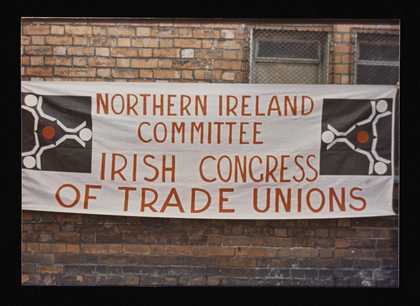 NORTHERN IRELAND
COMMITTEE
IRISH CONGRESS
OF TRADE UNIONS